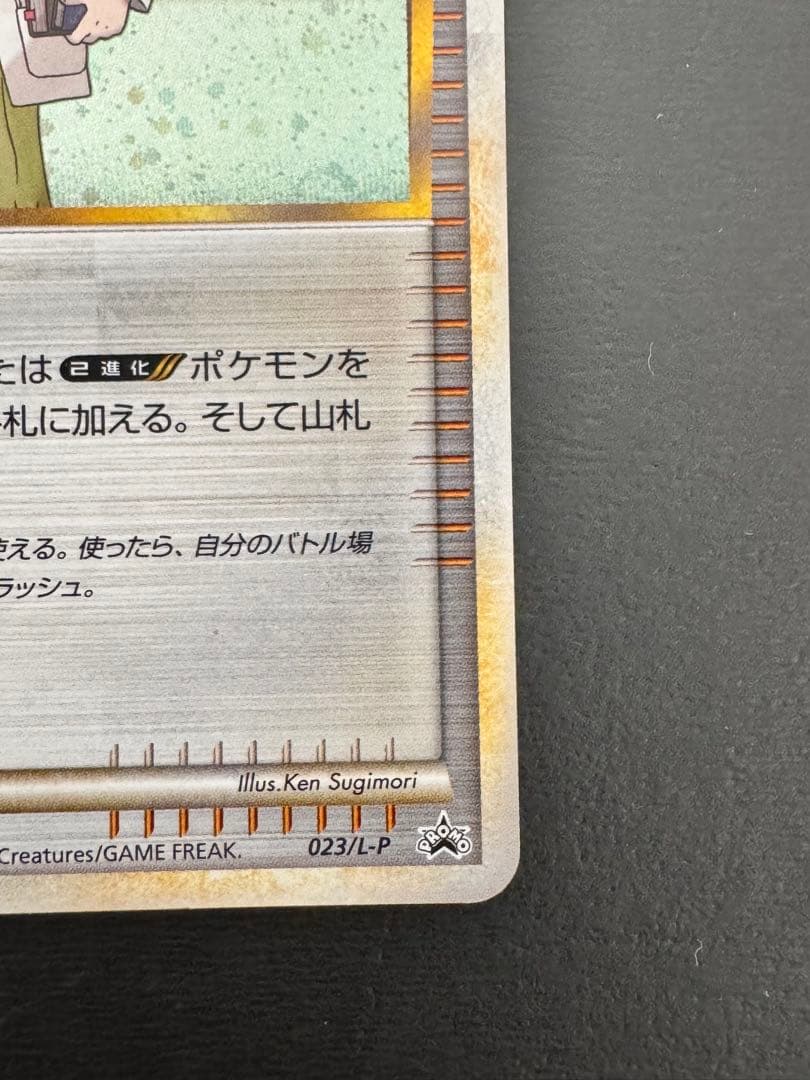 たは 2進化 ポケモンを
札に加える。そして山札
使える。使ったら、自分のバトル場
ラッシュ。
Illus.Ken Sugimori
Creatures/GAME FREAK. 023/L-P PROMO